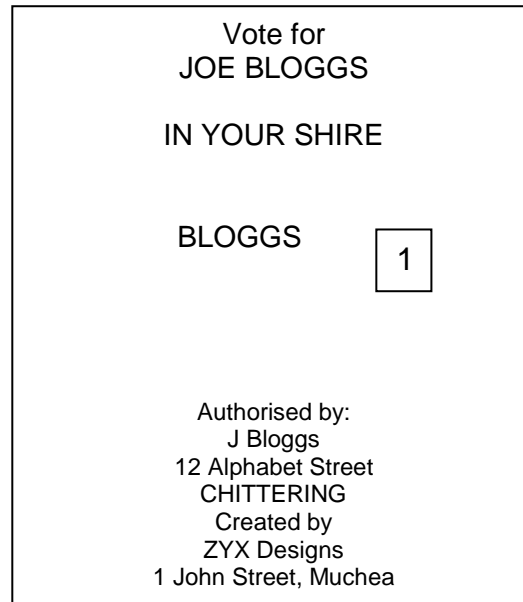 Vote for
JOE BLOGGS
IN YOUR SHIRE
BLOGGS 1
Authorised by:
J Bloggs
12 Alphabet Street
CHITTERING
Created by
ZYX Designs
1 John Street, Muchea